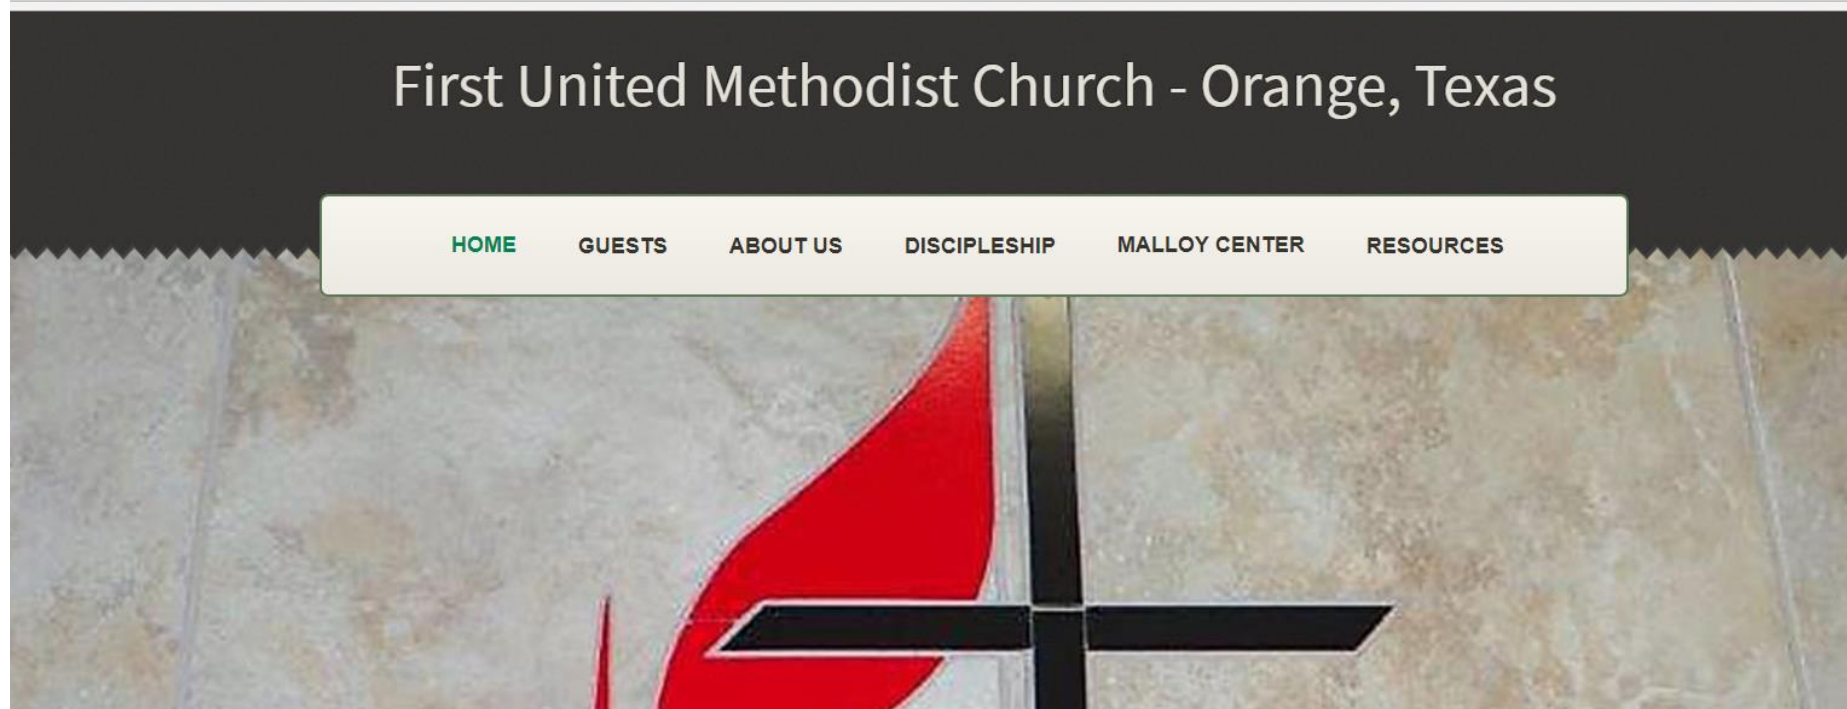 First United Methodist Church - Orange, Texas
HOME GUESTS ABOUT US DISCIPLESHIP MALLOY CENTER RESOURCES